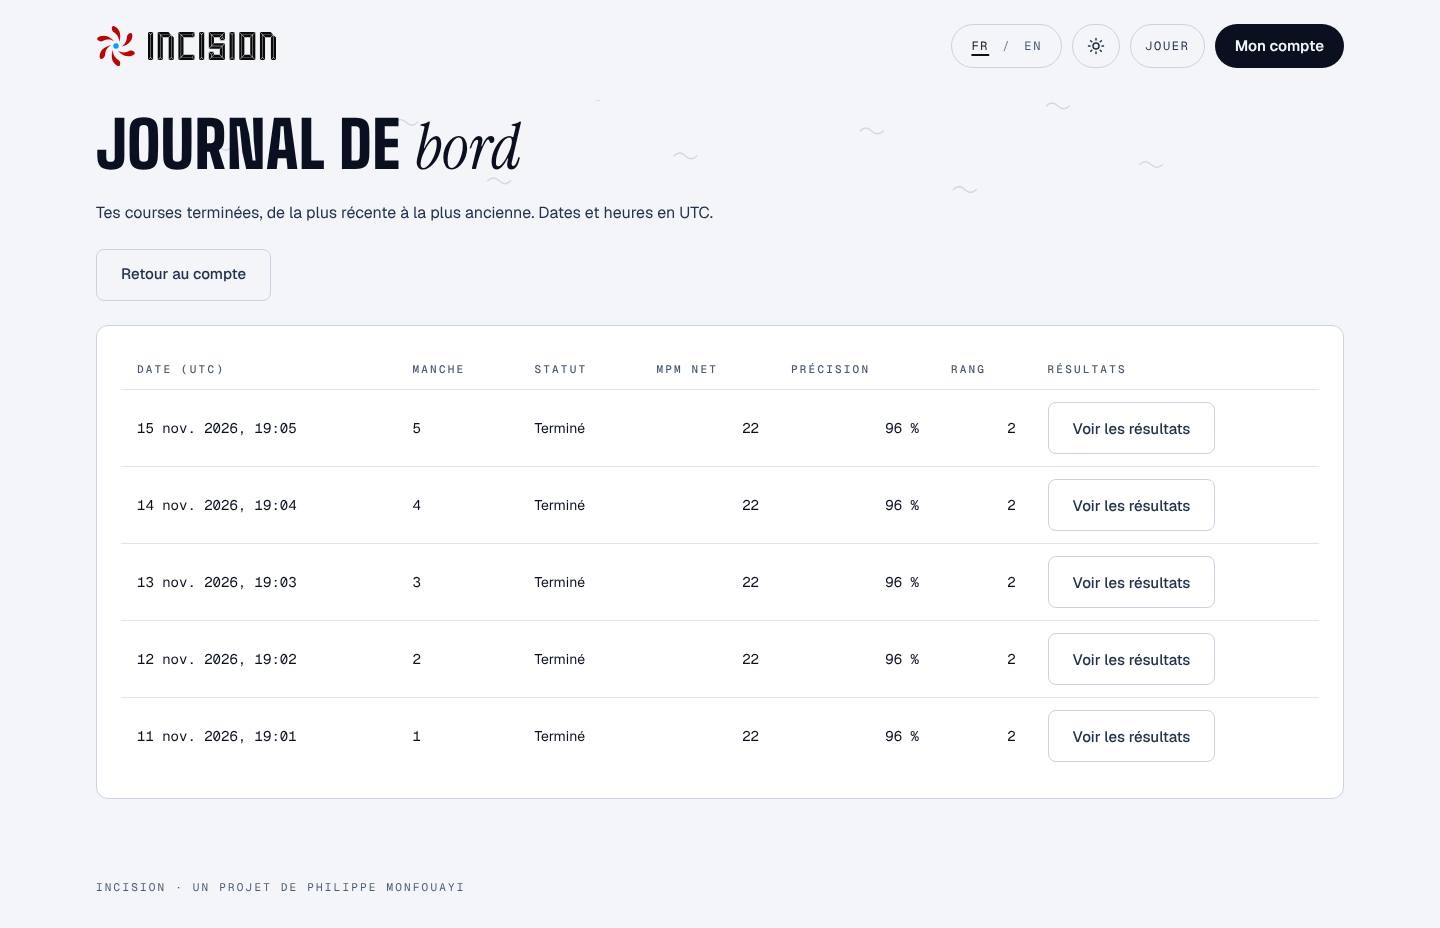 INCISION
FR / EN
JOUER
Mon compte
JOURNAL DE bord
Tes courses terminées, de la plus récente à la plus ancienne. Dates et heures en UTC.
Retour au compte
DATE (UTC) MANCHE STATUT MPM NET PRÉCISION RANG RÉSULTATS
15 nov. 2026, 19:05 5 Terminé 22 96 % 2 Voir les résultats
14 nov. 2026, 19:04 4 Terminé 22 96 % 2 Voir les résultats
13 nov. 2026, 19:03 3 Terminé 22 96 % 2 Voir les résultats
12 nov. 2026, 19:02 2 Terminé 22 96 % 2 Voir les résultats
11 nov. 2026, 19:01 1 Terminé 22 96 % 2 Voir les résultats
INCISION · UN PROJET DE PHILIPPE MONFOUAYI